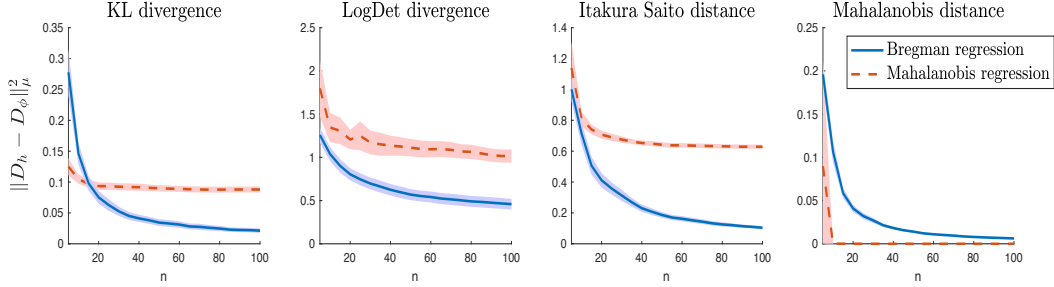 KL divergence
LogDet divergence
Itakura Saito distance
Mahalanobis distance
‖D_h − D_ϕ‖²_μ
0.35
0.3
0.25
0.2
0.15
0.1
0.05
0
20 40 60 80 100
n
2.5
2
1.5
1
0.5
0
20 40 60 80 100
n
1.4
1.2
1
0.8
0.6
0.4
0.2
0
20 40 60 80 100
n
0.25
0.2
0.15
0.1
0.05
0
20 40 60 80 100
n
Bregman regression
Mahalanobis regression